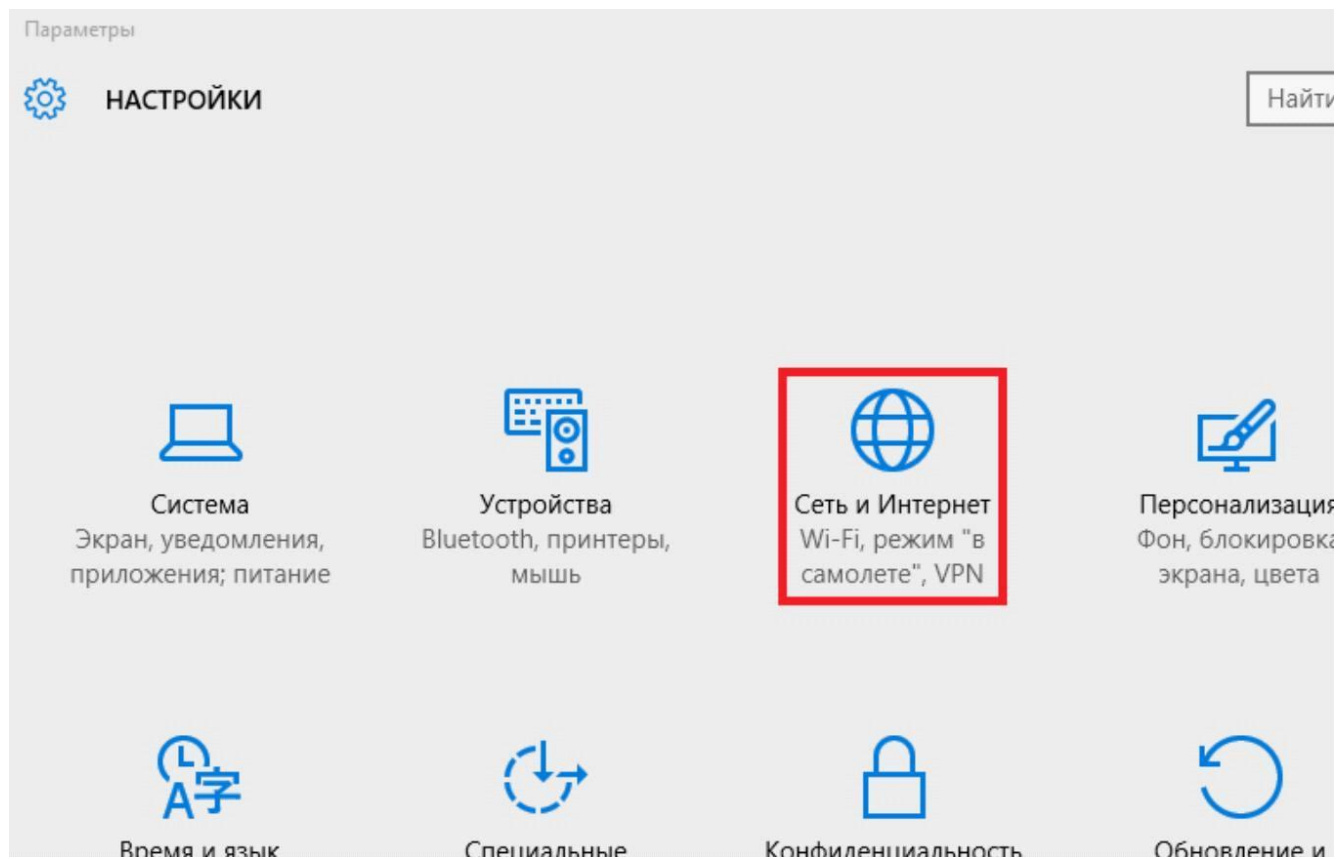 Параметры
НАСТРОЙКИ
Найти
Система
Экран, уведомления,
приложения; питание
Устройства
Bluetooth, принтеры,
мышь
Сеть и Интернет
Wi-Fi, режим "в
самолете", VPN
Персонализация
Фон, блокировка
экрана, цвета
Время и язык
Специальные
Конфиденциальность
Обновление и